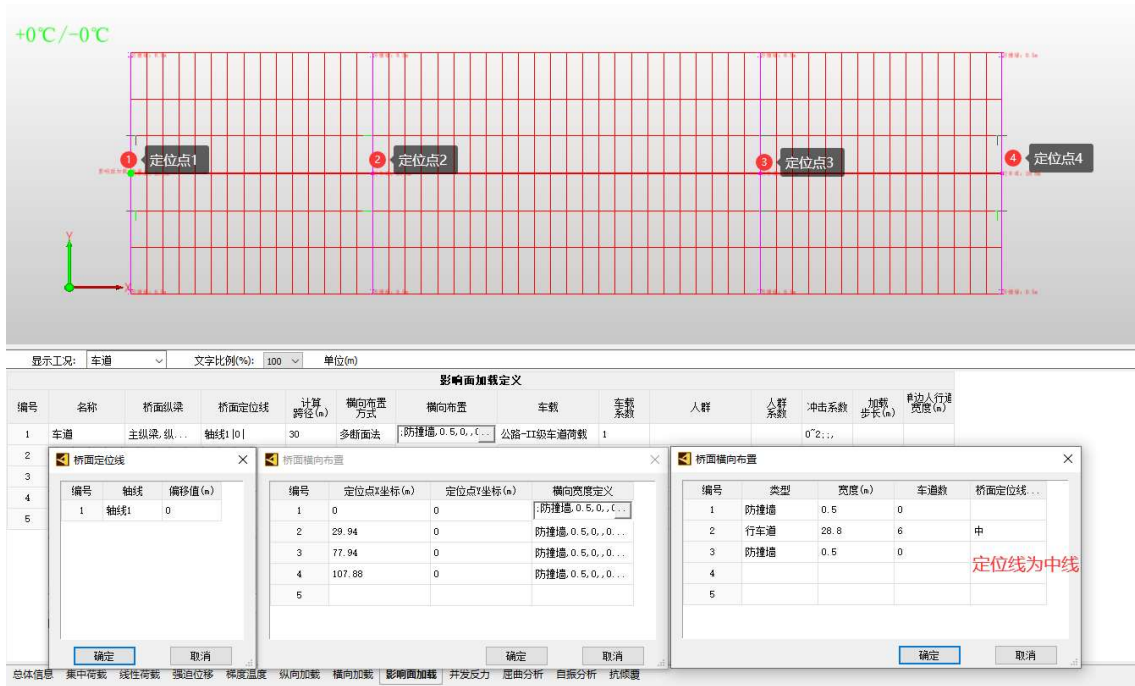 +0℃/-0℃
1 定位点1
2 定位点2
3 定位点3
4 定位点4
Y
X
显示工况: 车道 文字比例(%): 100 单位(m)
影响面加载定义
编号 名称 桥面纵梁 桥面定位线 计算跨径(m) 横向布置方式 横向布置 车载 车载系数 人群 人群系数 冲击系数 加载步长(m) 单边人行道宽度(m)
1 车道 主纵梁,纵... 轴线1|0| 30 多断面法 ;防撞墙,0.5,0,,(... 公路-II级车道荷载 1 0~2;;,
2
3
4
5
桥面定位线
编号 轴线 偏移值(m)
1 轴线1 0
确定 取消
桥面横向布置
编号 定位点X坐标(m) 定位点Y坐标(m) 横向宽度定义
1 0 0 ;防撞墙,0.5,0,,(...
2 29.94 0 防撞墙,0.5,0,,0...
3 77.94 0 防撞墙,0.5,0,,0...
4 107.88 0 防撞墙,0.5,0,,0...
5
确定 取消
桥面横向布置
编号 类型 宽度(m) 车道数 桥面定位线...
1 防撞墙 0.5 0
2 行车道 28.8 6 中
3 防撞墙 0.5 0
定位线为中线
4
5
确定 取消
总体信息 集中荷载 线性荷载 强迫位移 梯度温度 纵向加载 横向加载 影响面加载 并发反力 屈曲分析 自振分析 抗倾覆